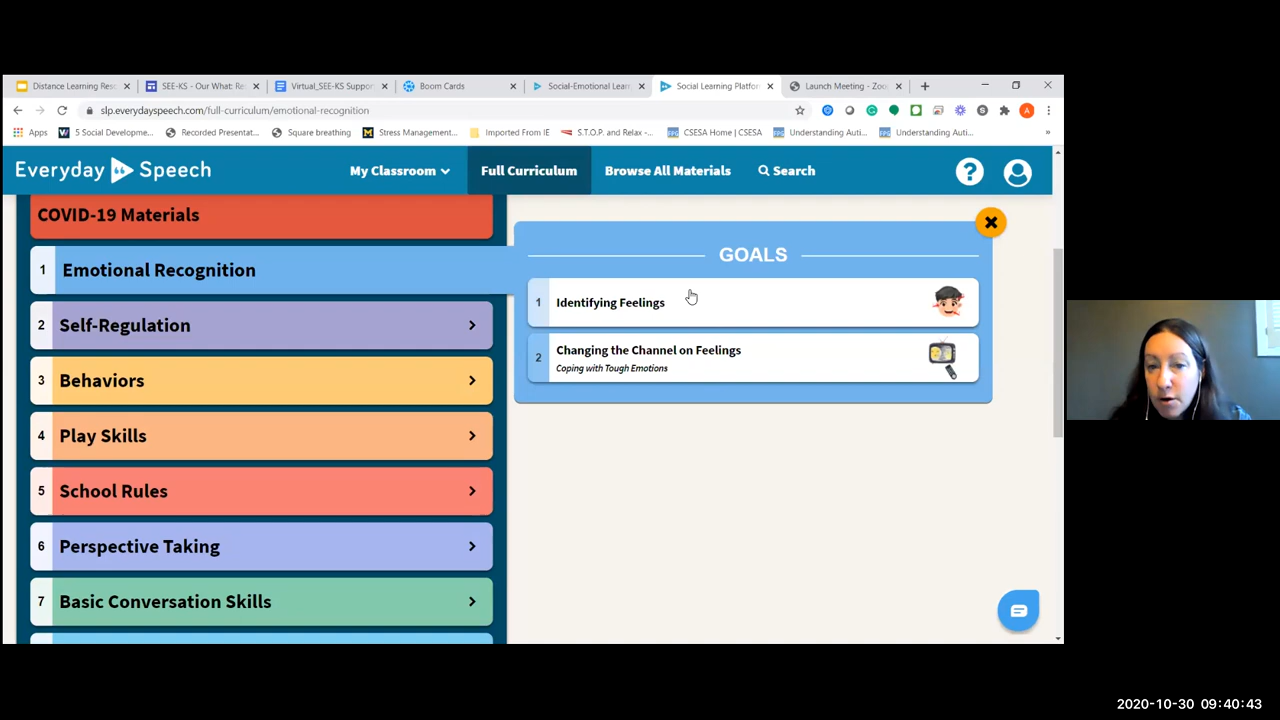 Distance Learning Res
SEE-KS - Our What: Re
Virtual_SEE-KS Suppor
Boom Cards
Social-Emotional Learn
Social Learning Platfor
Launch Meeting - Zoo
slp.everydayspeech.com/full-curriculum/emotional-recognition
A
Apps
5 Social Developme...
Recorded Presentat...
Square breathing
Stress Management...
Imported From IE
S.T.O.P. and Relax -...
CSESA Home | CSESA
Understanding Auti...
Understanding Auti...
Everyday Speech
My Classroom
Full Curriculum
Browse All Materials
Search
COVID-19 Materials
1 Emotional Recognition
2 Self-Regulation
3 Behaviors
4 Play Skills
5 School Rules
6 Perspective Taking
7 Basic Conversation Skills
GOALS
1 Identifying Feelings
2 Changing the Channel on Feelings
Coping with Tough Emotions
2020-10-30 09:40:43